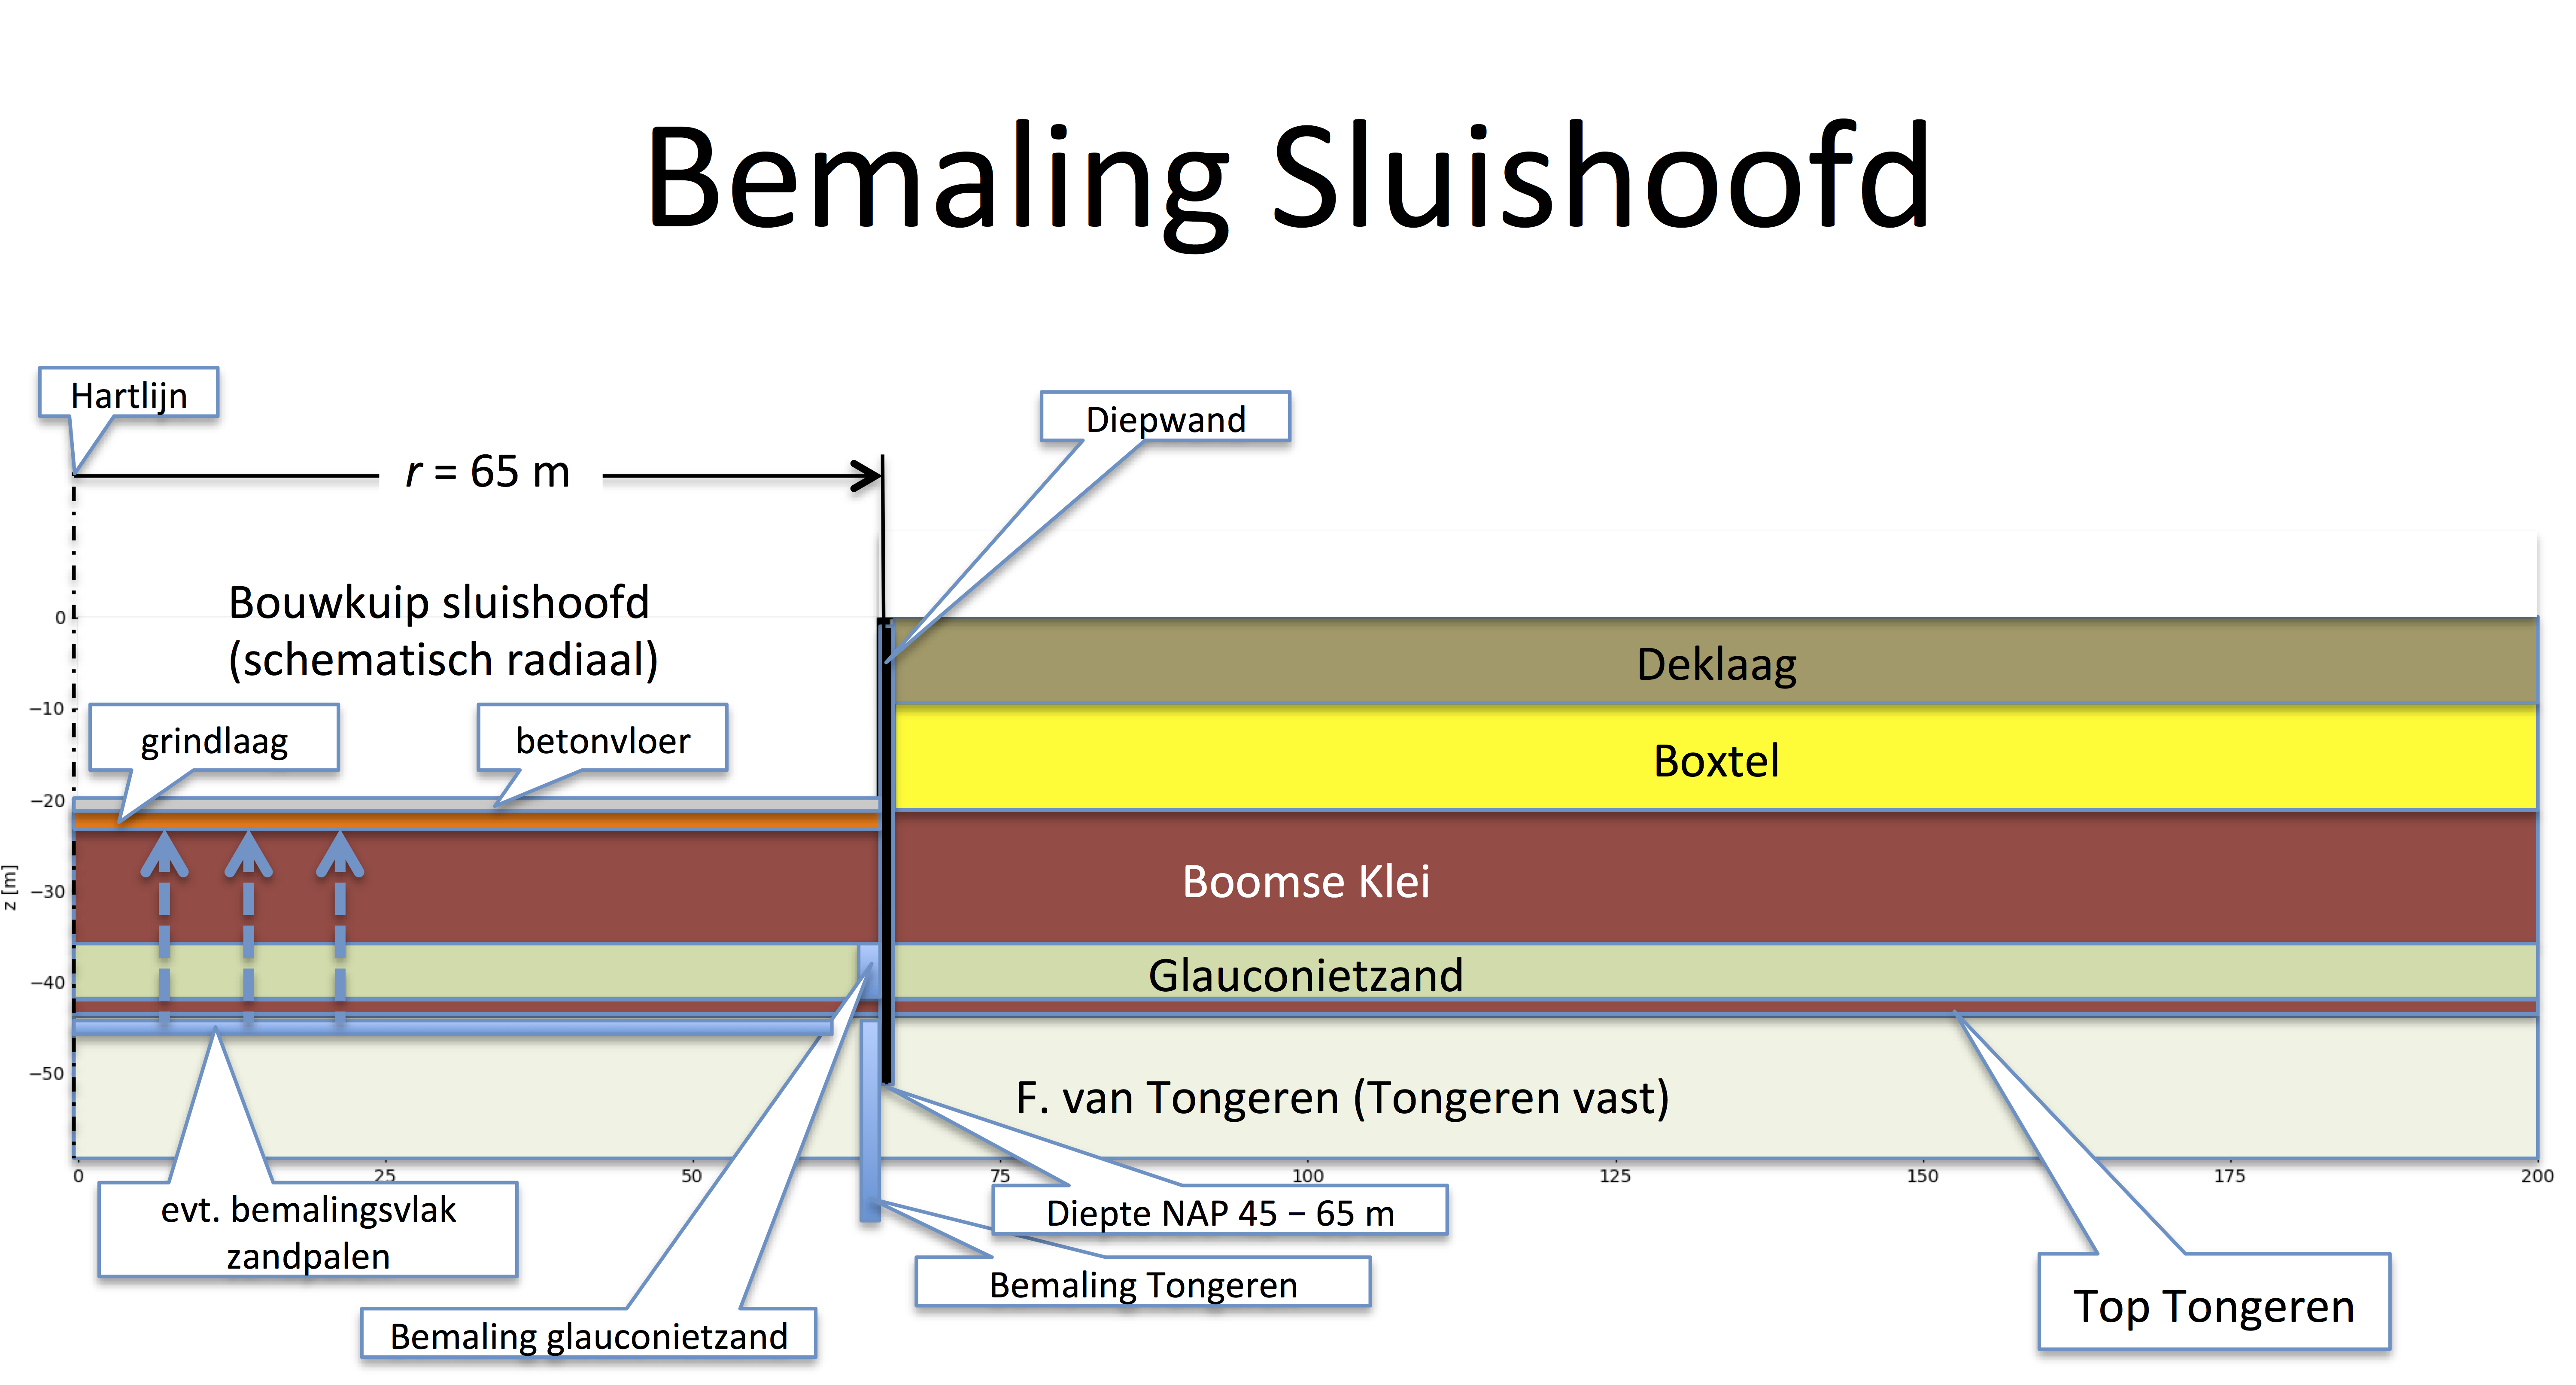 Bemaling Sluishoofd
Hartlijn
Diepwand
r = 65 m
Bouwkuip sluishoofd
(schematisch radiaal)
grindlaag
betonvloer
0
−10
−20
−30
−40
−50
z [m]
Deklaag
Boxtel
Boomse Klei
Glauconietzand
F. van Tongeren (Tongeren vast)
0
25
50
75
100
125
150
175
200
evt. bemalingsvlak
zandpalen
Diepte NAP 45 – 65 m
Bemaling Tongeren
Bemaling glauconietzand
Top Tongeren